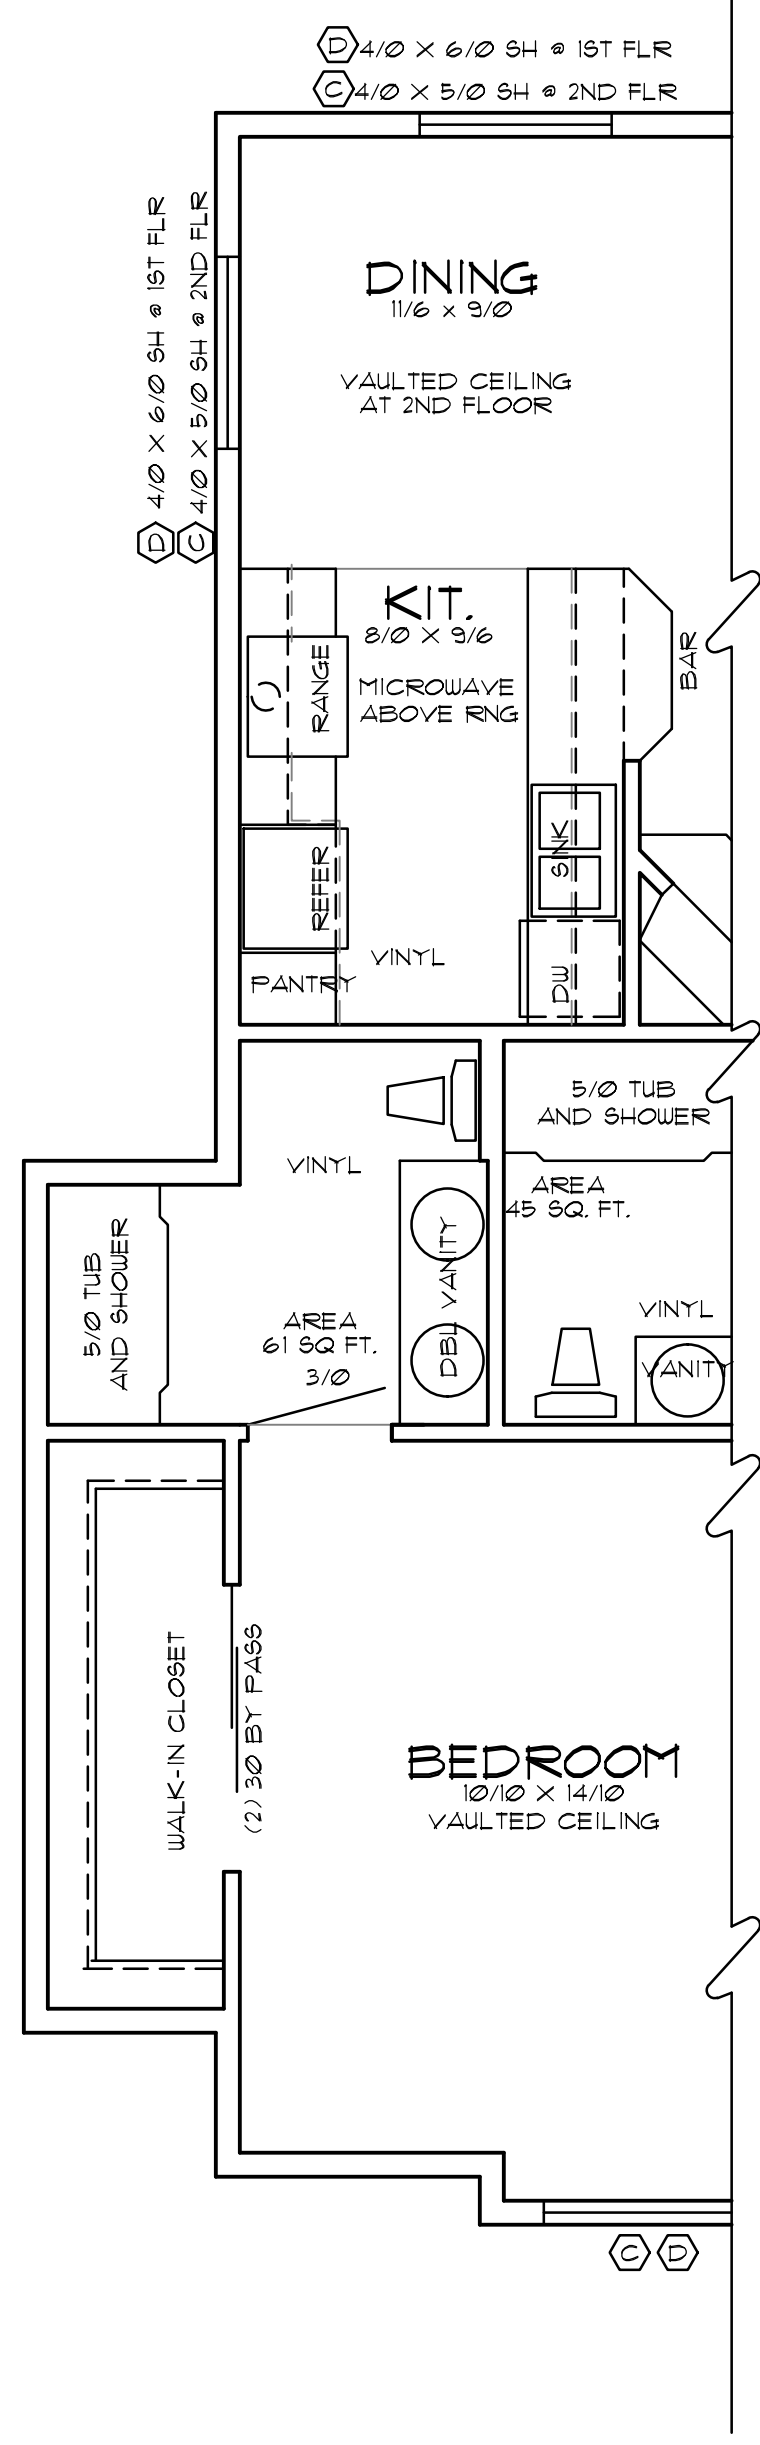 D 4/0 X 6/0 SH @ 1ST FLR
C 4/0 X 5/0 SH @ 2ND FLR
D 4/0 X 6/0 SH @ 1ST FLR
C 4/0 X 5/0 SH @ 2ND FLR
DINING
11/6 x 9/0
VAULTED CEILING
AT 2ND FLOOR
KIT.
8/0 X 9/6
RANGE
MICROWAVE
ABOVE RNG
BAR
SINK
REFER
VINYL
PANTRY
DW
5/0 TUB
AND SHOWER
VINYL
AREA
45 SQ. FT.
5/0 TUB
AND SHOWER
DBL VANITY
AREA
61 SQ FT.
3/0
VINYL
VANITY
WALK-IN CLOSET
(2) 30 BY PASS
BEDROOM
10/10 X 14/10
VAULTED CEILING
C D